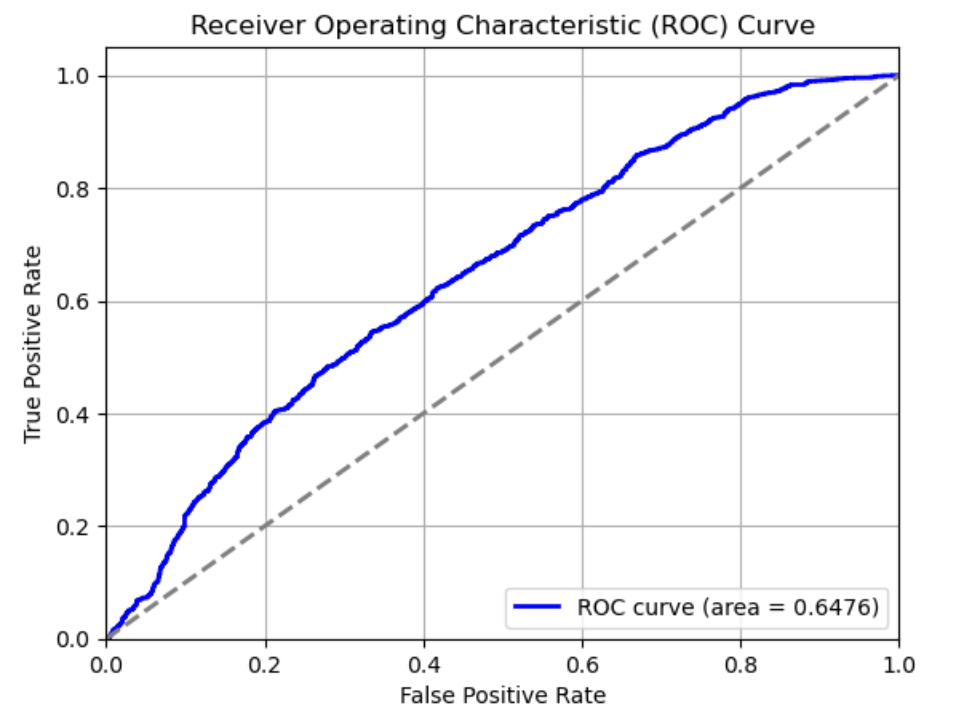 Receiver Operating Characteristic (ROC) Curve
1.0
0.8
0.6
0.4
0.2
0.0
True Positive Rate
ROC curve (area = 0.6476)
0.0 0.2 0.4 0.6 0.8 1.0
False Positive Rate